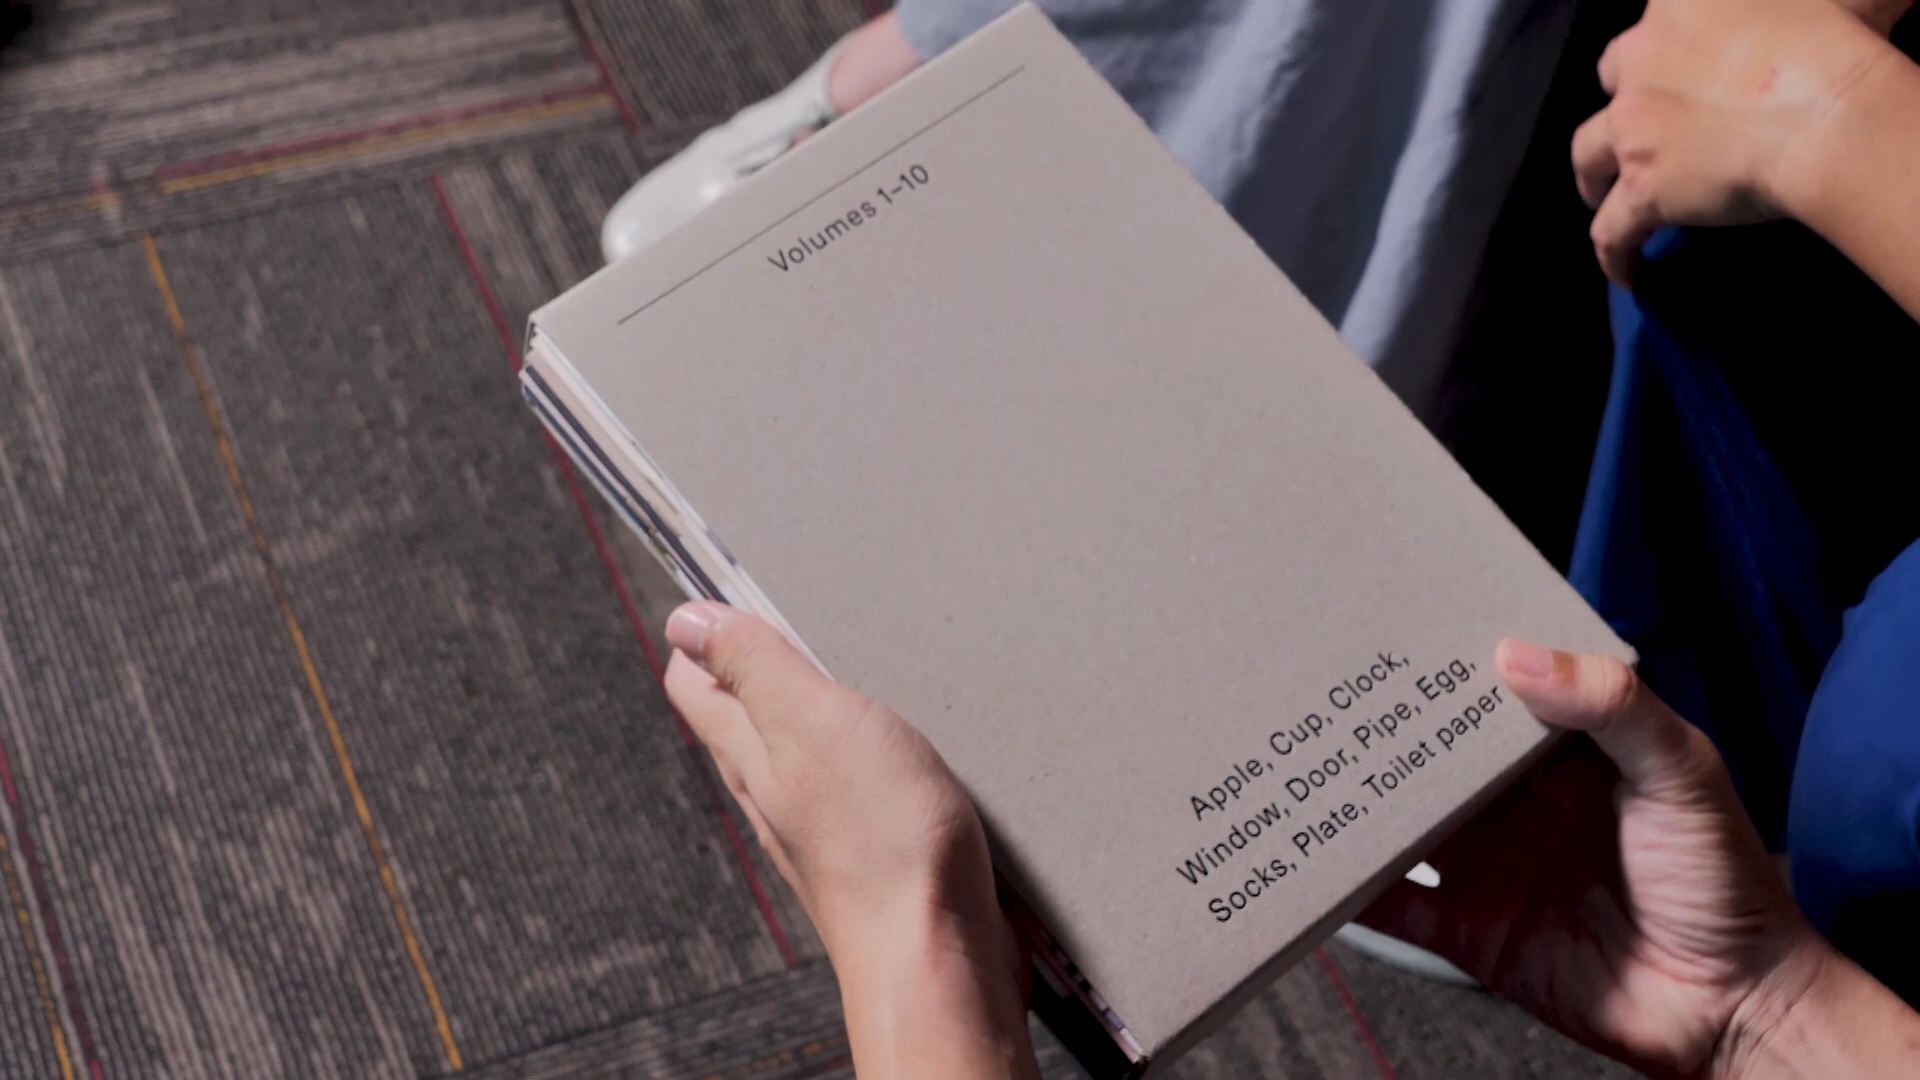 Volumes 1–10
Apple, Cup, Clock,
Window, Door, Pipe, Egg,
Socks, Plate, Toilet paper